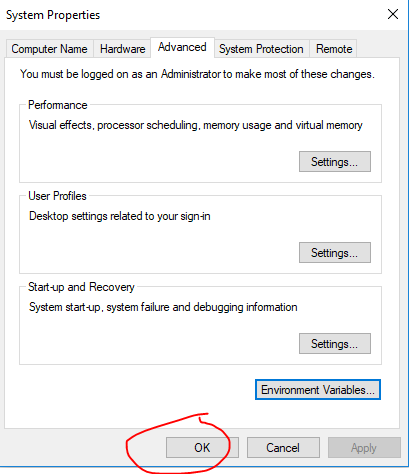 System Properties
Computer Name Hardware Advanced System Protection Remote
You must be logged on as an Administrator to make most of these changes.
Performance
Visual effects, processor scheduling, memory usage and virtual memory
Settings...
User Profiles
Desktop settings related to your sign-in
Settings...
Start-up and Recovery
System start-up, system failure and debugging information
Settings...
Environment Variables...
OK Cancel Apply